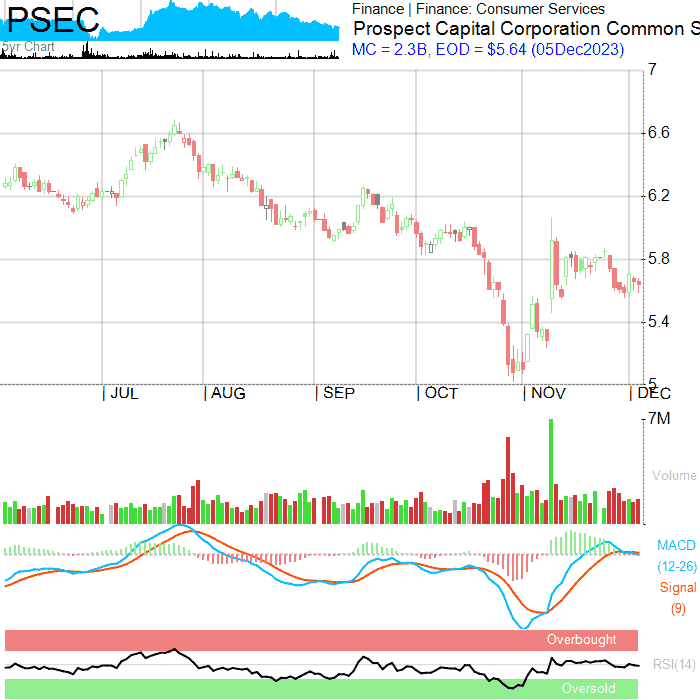 PSEC
5yr Chart
Finance | Finance: Consumer Services
Prospect Capital Corporation Common S
MC = 2.3B, EOD = $5.64 (05Dec2023)
7
6.6
6.2
5.8
5.4
5
| JUL | AUG | SEP | OCT | NOV | DEC
7M
Volume
MACD
(12-26)
Signal
(9)
Overbought
RSI(14)
Oversold